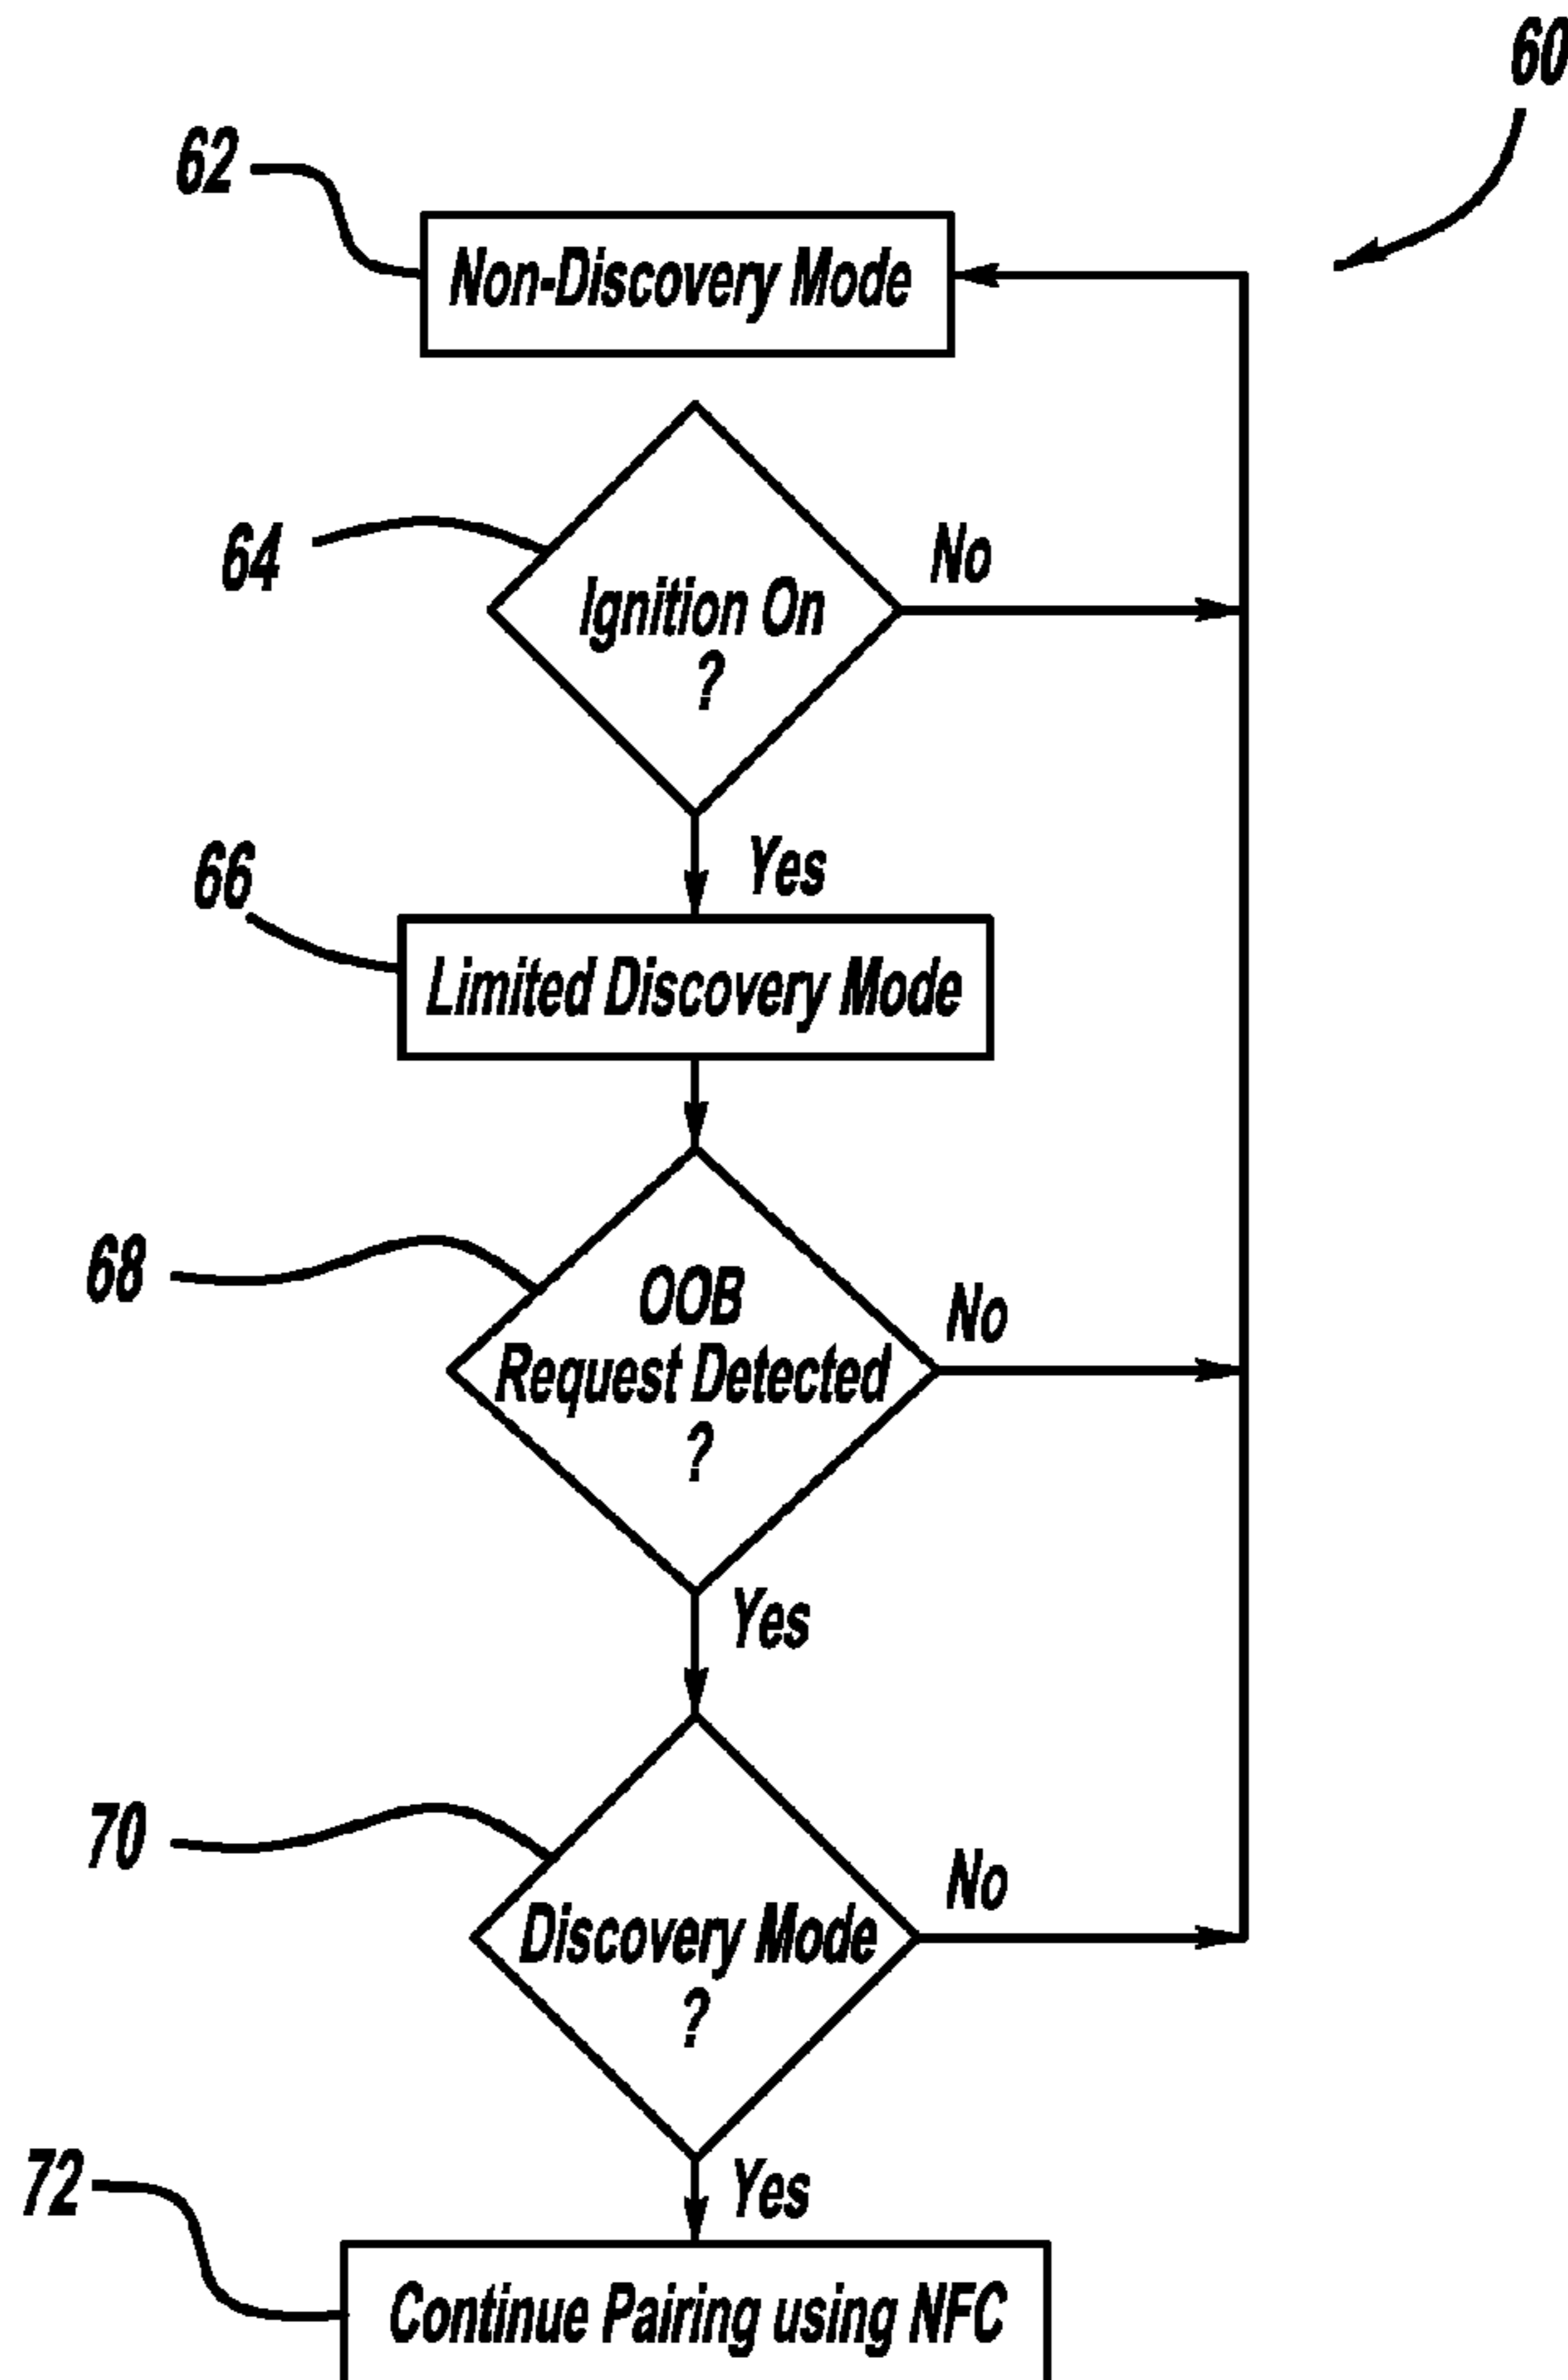 60
62
Non-Discovery Mode
64
No
Ignition On
?
Yes
66
Limited Discovery Mode
68
OOB
No
Request Detected
?
Yes
70
No
Discovery Mode
?
Yes
72
Continue Pairing using NFC